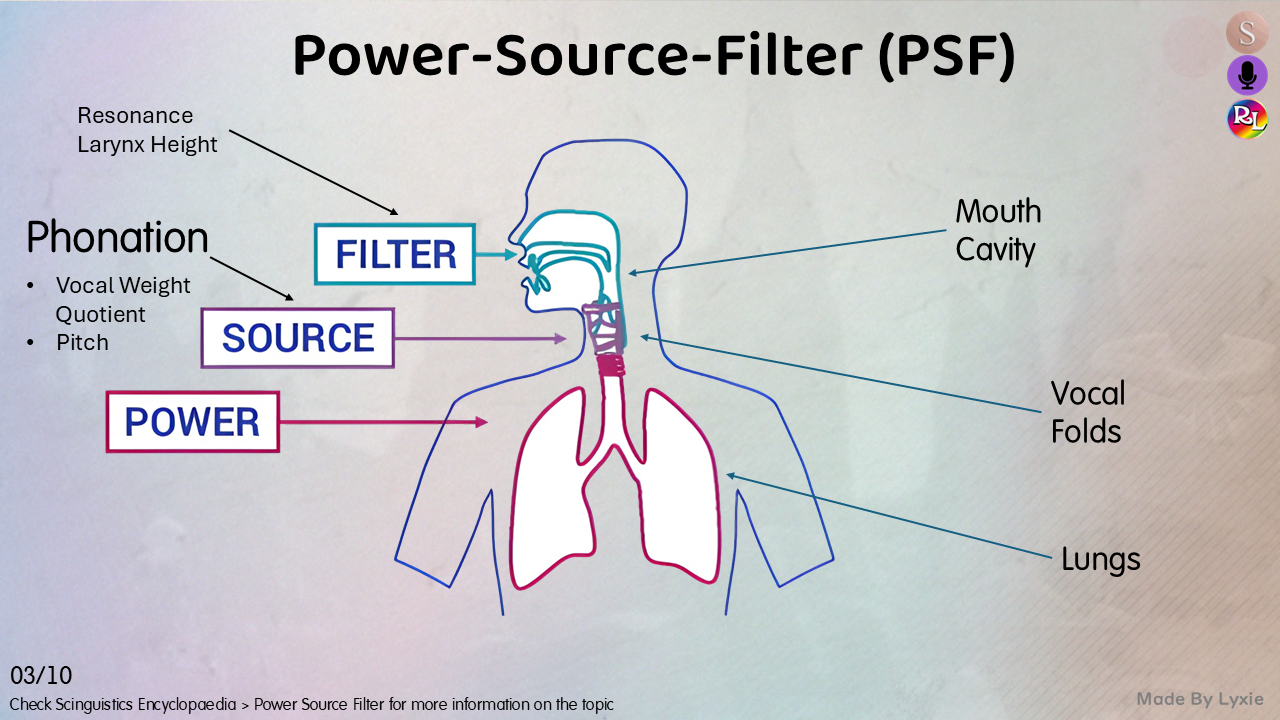 Power-Source-Filter (PSF)
S
RL
Resonance
Larynx Height
FILTER
Phonation
• Vocal Weight
Quotient
• Pitch
SOURCE
POWER
Mouth
Cavity
Vocal
Folds
Lungs
03/10
Check Scinguistics Encyclopaedia > Power Source Filter for more information on the topic
Made By Lyxie